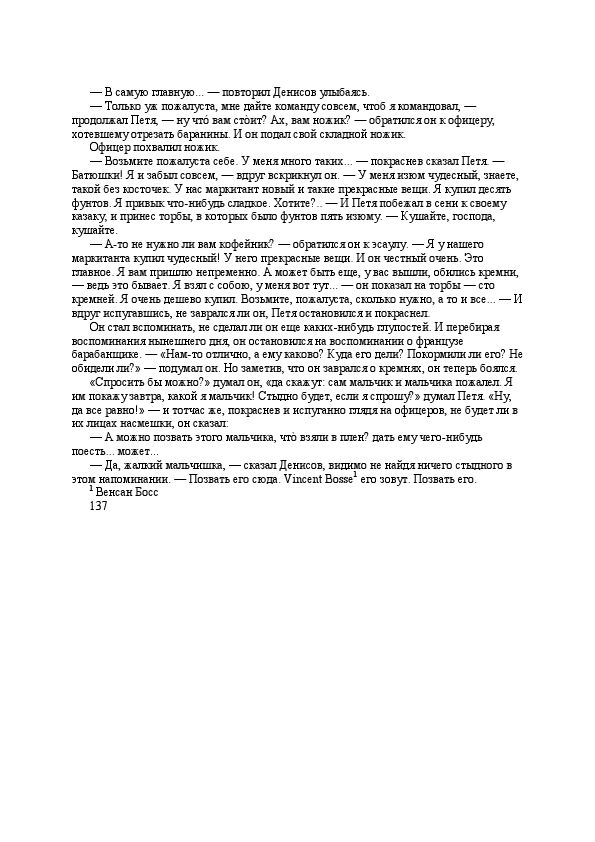 — В самую главную... — повторил Денисов улыбаясь.
— Только уж пожалуста, мне дайте команду совсем, чтоб я командовал, —
продолжал Петя, — ну что́ вам сто́ит? Ах, вам ножик? — обратился он к офицеру,
хотевшему отрезать баранины. И он подал свой складной ножик.
Офицер похвалил ножик.
— Возьмите пожалуста себе. У меня много таких... — покраснев сказал Петя. —
Батюшки! Я и забыл совсем, — вдруг вскрикнул он. — У меня изюм чудесный, знаете,
такой без косточек. У нас маркитант новый и такие прекрасные вещи. Я купил десять
фунтов. Я привык что-нибудь сладкое. Хотите?.. — И Петя побежал в сени к своему
казаку, и принес торбы, в которых было фунтов пять изюму. — Кушайте, господа,
кушайте.
— А-то не нужно ли вам кофейник? — обратился он к эсаулу. — Я у нашего
маркитанта купил чудесный! У него прекрасные вещи. И он честный очень. Это
главное. Я вам пришлю непременно. А может быть еще, у вас вышли, обились кремни,
— ведь это бывает. Я взял с собою, у меня вот тут... — он показал на торбы — сто
кремней. Я очень дешево купил. Возьмите, пожалуста, сколько нужно, а то и все... — И
вдруг испугавшись, не заврался ли он, Петя остановился и покраснел.
Он стал вспоминать, не сделал ли он еще каких-нибудь глупостей. И перебирая
воспоминания нынешнего дня, он остановился на воспоминании о французе
барабанщике. — «Нам-то отлично, а ему каково? Куда его дели? Покормили ли его? Не
обидели ли?» — подумал он. Но заметив, что он заврался о кремнях, он теперь боялся.
«Спросить бы можно?» думал он, «да скажут: сам мальчик и мальчика пожалел. Я
им покажу завтра, какой я мальчик! Стыдно будет, если я спрошу?» думал Петя. «Ну,
да все равно!» — и тотчас же, покраснев и испуганно глядя на офицеров, не будет ли в
их лицах насмешки, он сказал:
— А можно позвать этого мальчика, что̀ взяли в плен? дать ему чего-нибудь
поесть... может...
— Да, жалкий мальчишка, — сказал Денисов, видимо не найдя ничего стыдного в
этом напоминании. — Позвать его сюда. Vincent Bosse¹ его зовут. Позвать его.
¹ Венсан Босс
137